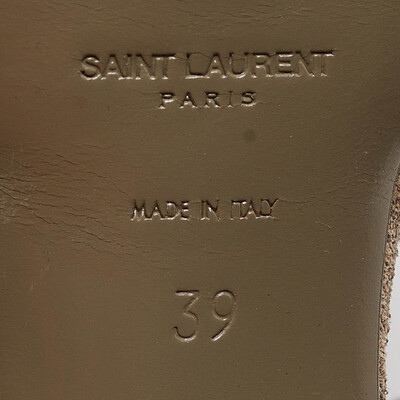 SAINT LAURENT
PARIS
MADE IN ITALY
39